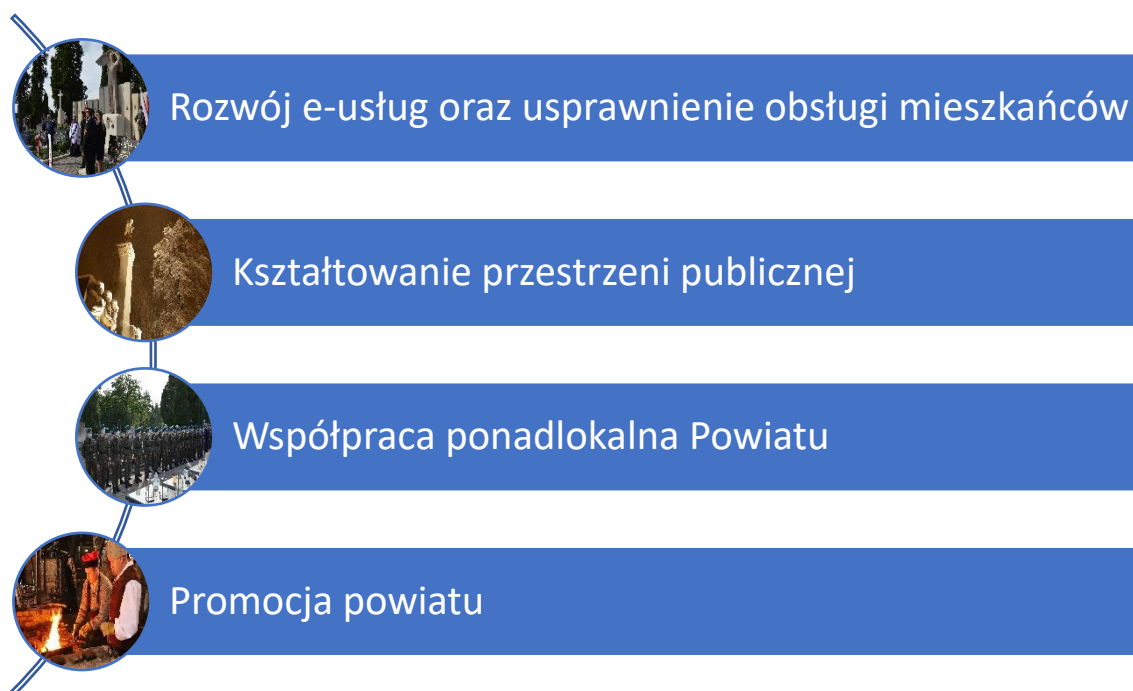 Rozwój e-usług oraz usprawnienie obsługi mieszkańców
Kształtowanie przestrzeni publicznej
Współpraca ponadlokalna Powiatu
Promocja powiatu